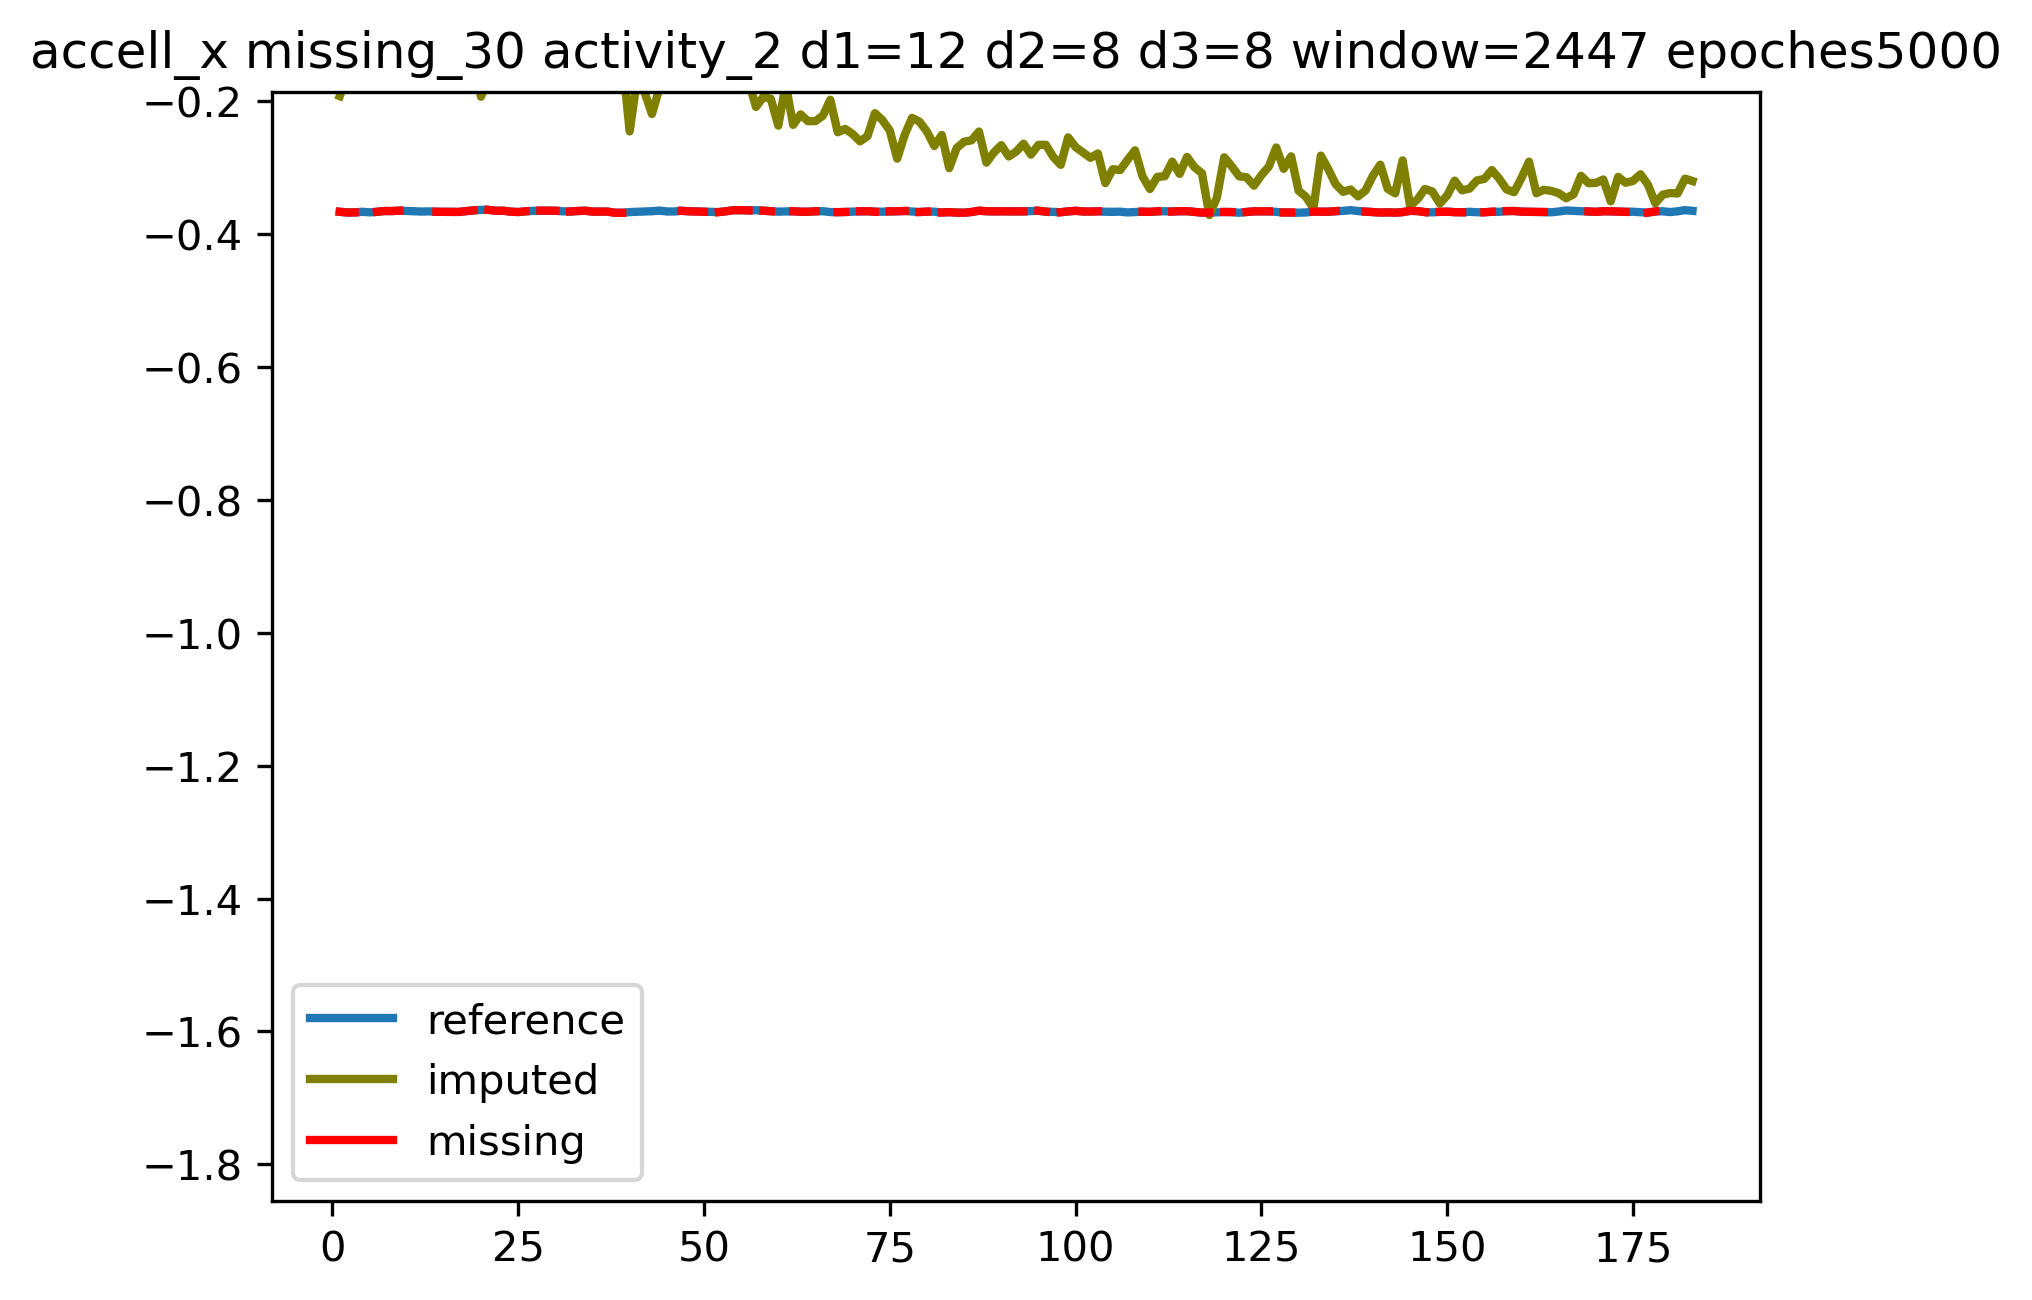 accell_x missing_30 activity_2 d1=12 d2=8 d3=8 window=2447 epoches5000
−0.2
−0.4
−0.6
−0.8
−1.0
−1.2
−1.4
−1.6
−1.8
reference
imputed
missing
0 25 50 75 100 125 150 175